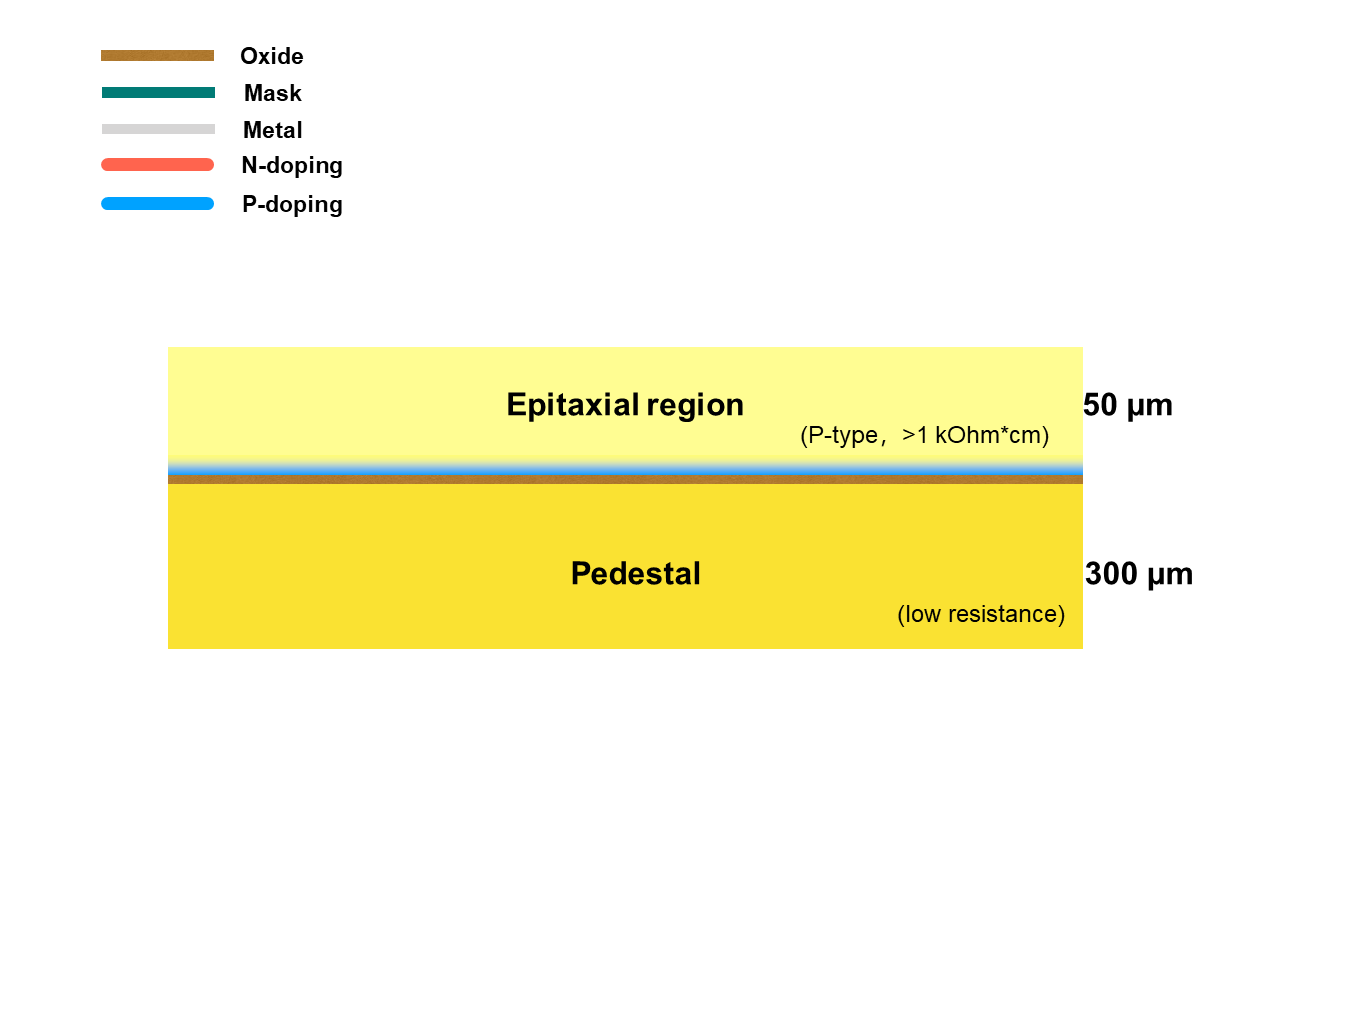 Oxide
Mask
Metal
N-doping
P-doping
Epitaxial region
50 µm
(P-type，>1 kOhm*cm)
Pedestal
300 µm
(low resistance)